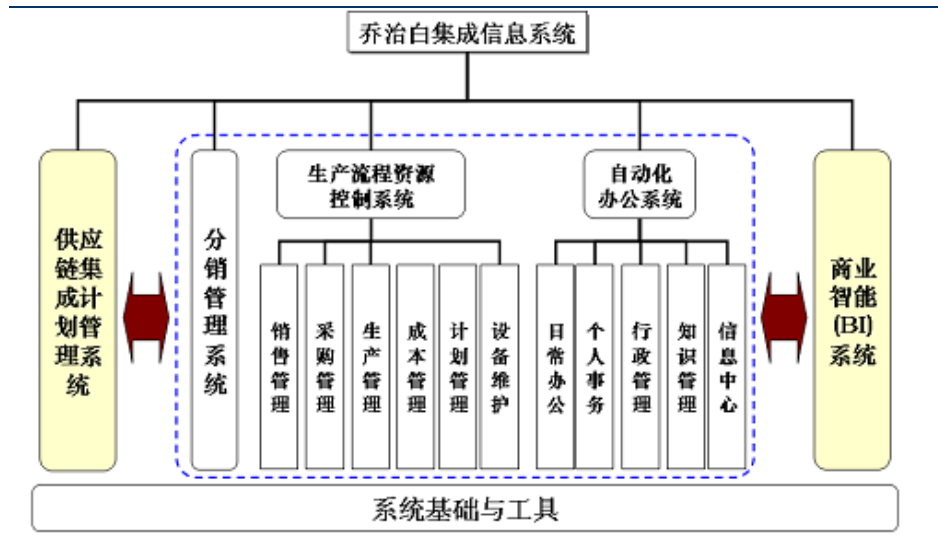 乔治白集成信息系统
生产流程资源
控制系统
自动化
办公系统
供应
链集
成计
划管
理系
统
分销管理系统
销售管理
采购管理
生产管理
成本管理
计划管理
设备维护
日常办公
个人事务
行政管理
知识管理
信息中心
商业
智能
(BI)
系统
系统基础与工具